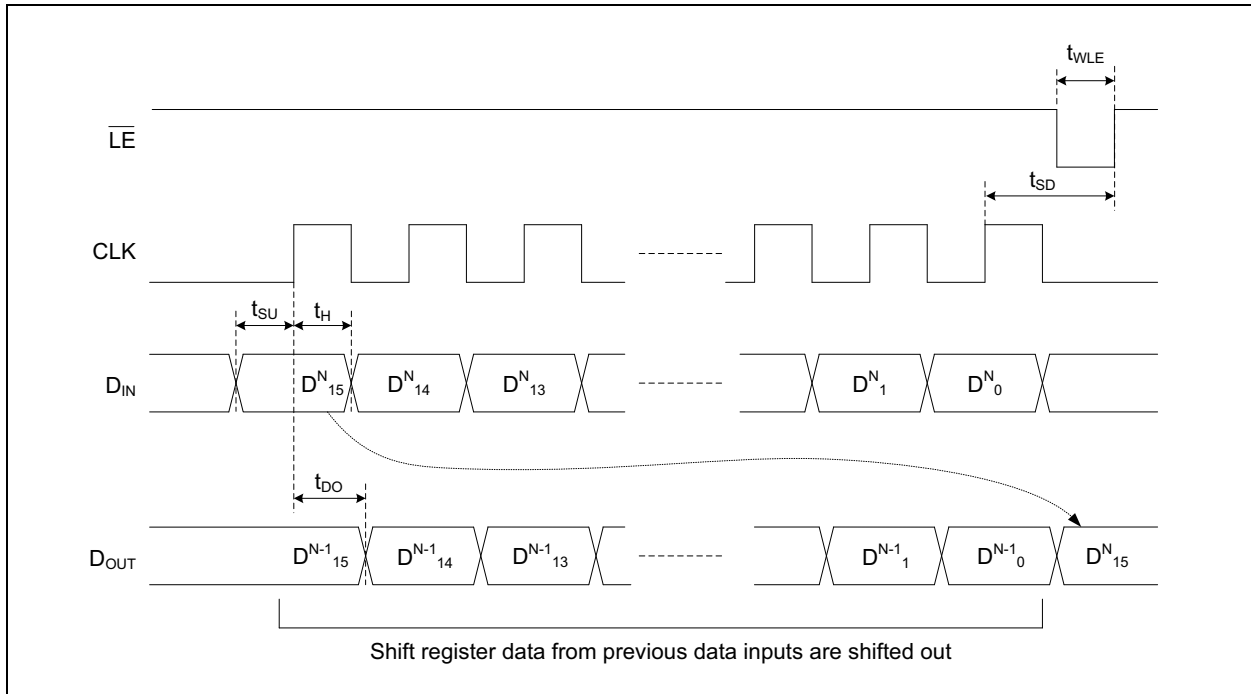 t_WLE
L̅E̅
t_SD
CLK
t_SU t_H
D_IN D^N_15 D^N_14 D^N_13 D^N_1 D^N_0
t_DO
D_OUT D^N-1_15 D^N-1_14 D^N-1_13 D^N-1_1 D^N-1_0 D^N_15
Shift register data from previous data inputs are shifted out